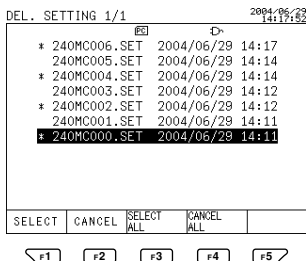 DEL. SETTING 1/1 2004/06/29
14:17:52
PC
* 240MC006.SET 2004/06/29 14:17
240MC005.SET 2004/06/29 14:14
* 240MC004.SET 2004/06/29 14:14
240MC003.SET 2004/06/29 14:12
* 240MC002.SET 2004/06/29 14:12
240MC001.SET 2004/06/29 14:11
* 240MC000.SET 2004/06/29 14:11
SELECT CANCEL SELECT ALL CANCEL ALL
F1 F2 F3 F4 F5